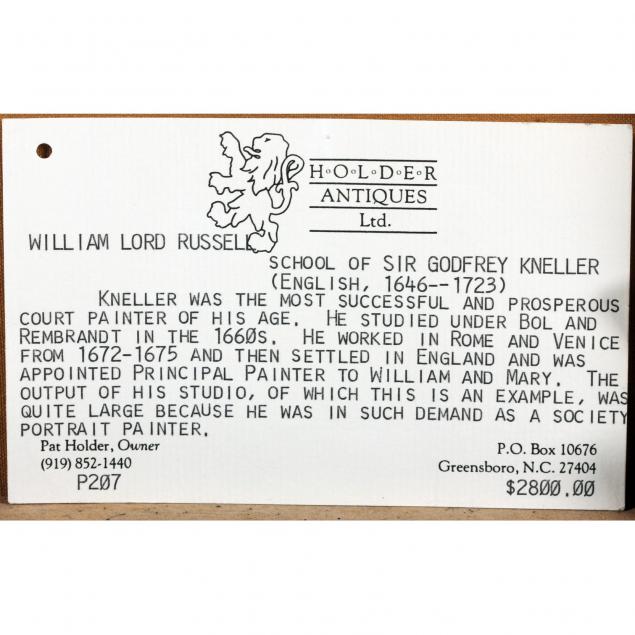 H·O·L·D·E·R
ANTIQUES
Ltd.
WILLIAM LORD RUSSELL
SCHOOL OF SIR GODFREY KNELLER
(ENGLISH, 1646--1723)
KNELLER WAS THE MOST SUCCESSFUL AND PROSPEROUS
COURT PAINTER OF HIS AGE. HE STUDIED UNDER BOL AND
REMBRANDT IN THE 1660S. HE WORKED IN ROME AND VENICE
FROM 1672-1675 AND THEN SETTLED IN ENGLAND AND WAS
APPOINTED PRINCIPAL PAINTER TO WILLIAM AND MARY. THE
OUTPUT OF HIS STUDIO, OF WHICH THIS IS AN EXAMPLE, WAS
QUITE LARGE BECAUSE HE WAS IN SUCH DEMAND AS A SOCIETY
PORTRAIT PAINTER.
Pat Holder, Owner
(919) 852-1440
P207
P.O. Box 10676
Greensboro, N.C. 27404
$2800.00